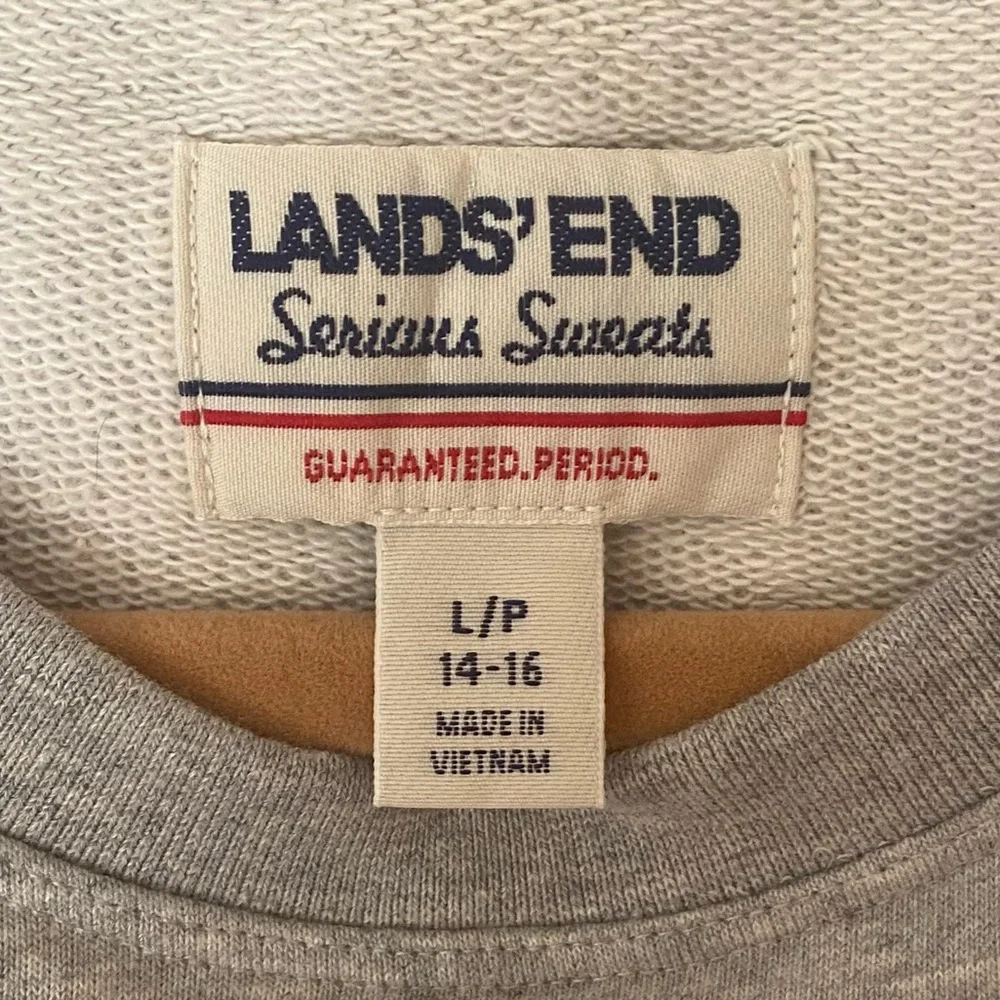 LANDS' END
Serious Sweats
GUARANTEED.PERIOD.
L/P
14-16
MADE IN
VIETNAM